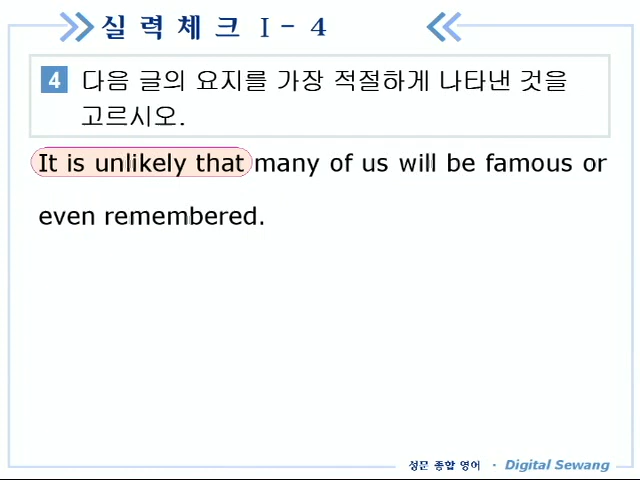 실력체크 I - 4
4 다음 글의 요지를 가장 적절하게 나타낸 것을
고르시오.
It is unlikely that many of us will be famous or
even remembered.
성문 종합 영어 · Digital Sewang